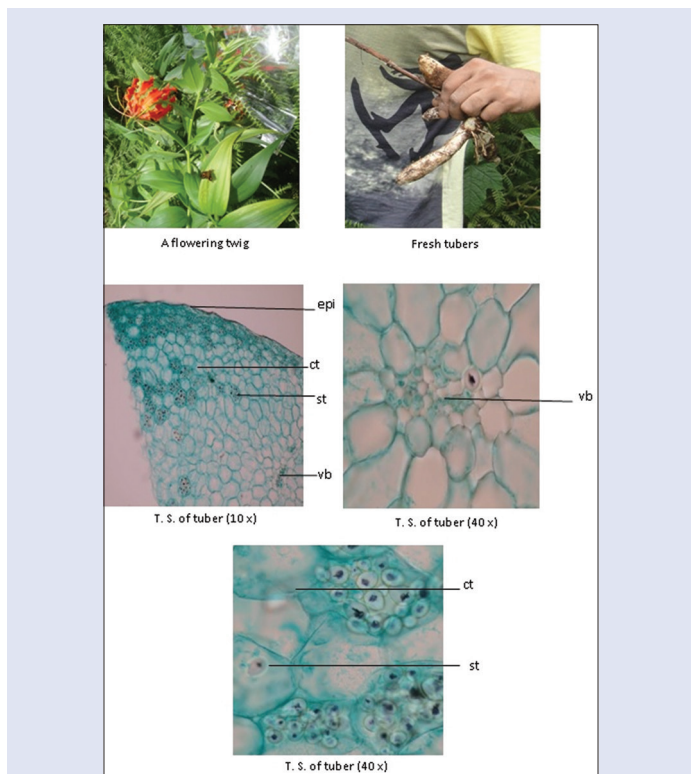 A flowering twig
Fresh tubers
epi
ct
st
vb
vb
T. S. of tuber (10 x)
T. S. of tuber (40 x)
ct
st
T. S. of tuber (40 x)